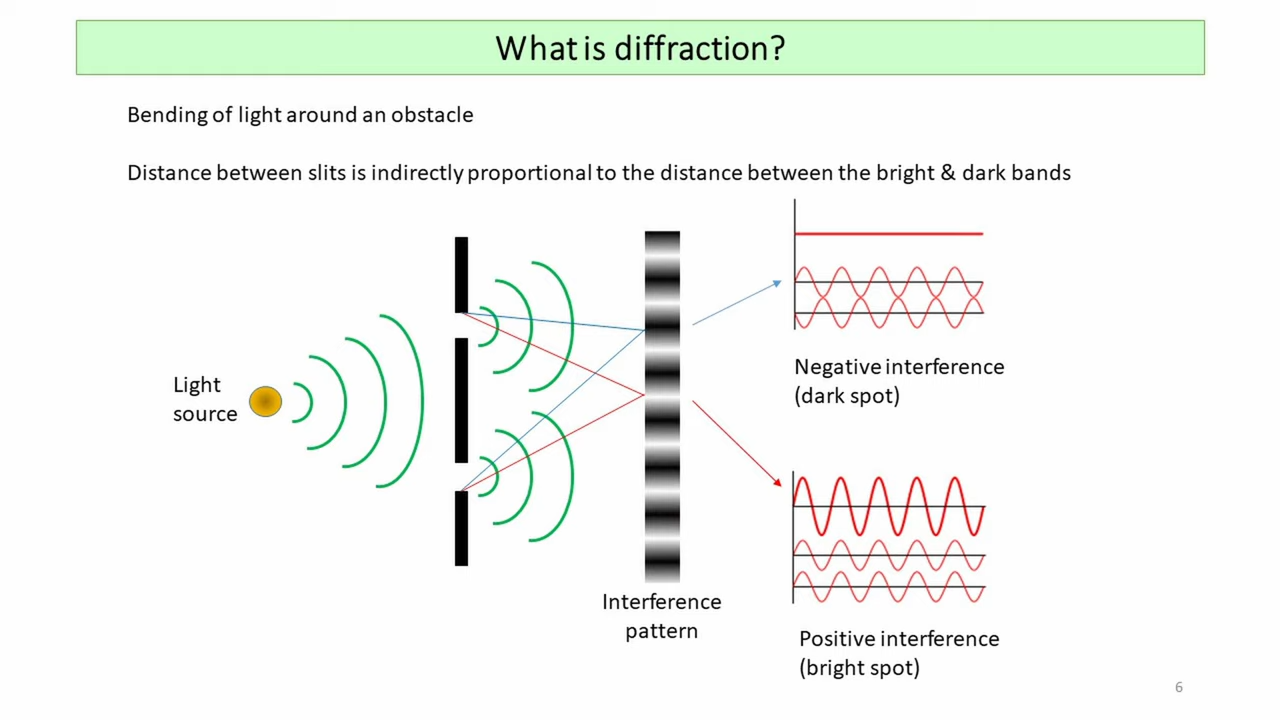 What is diffraction?
Bending of light around an obstacle
Distance between slits is indirectly proportional to the distance between the bright & dark bands
Light
source
Interference
pattern
Negative interference
(dark spot)
Positive interference
(bright spot)
6